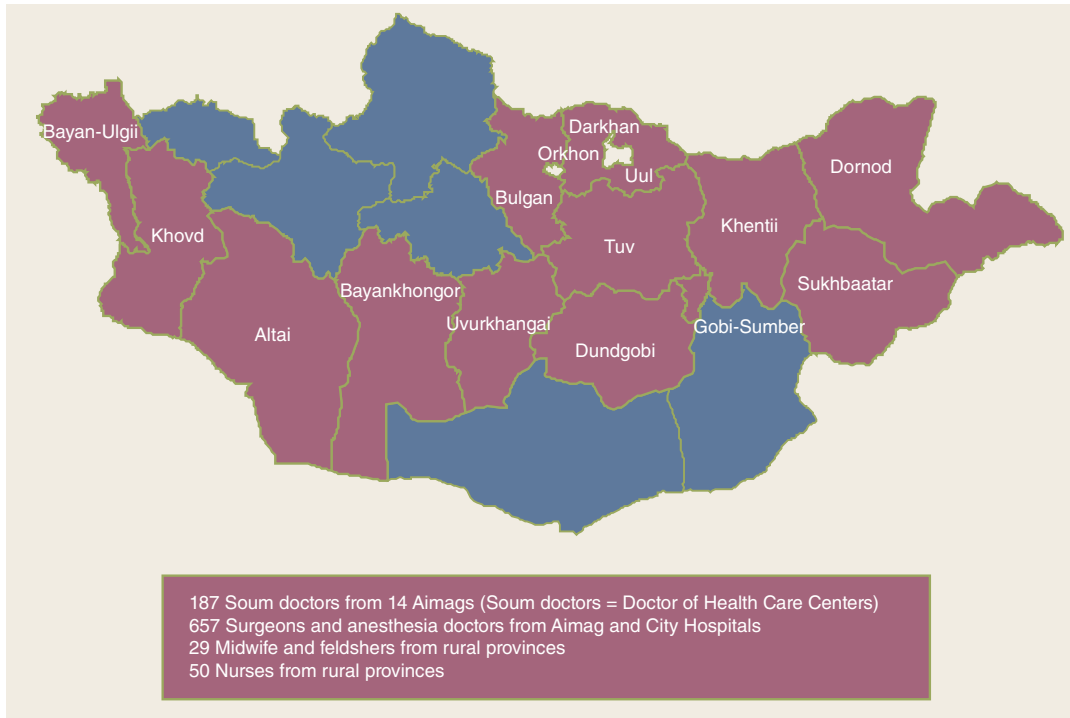 Bayan-Ulgii
Khovd
Altai
Bayankhongor
Uvurkhangai
Bulgan
Orkhon
Darkhan
Uul
Tuv
Dundgobi
Khentii
Gobi-Sumber
Dornod
Sukhbaatar
187 Soum doctors from 14 Aimags (Soum doctors = Doctor of Health Care Centers)
657 Surgeons and anesthesia doctors from Aimag and City Hospitals
29 Midwife and feldshers from rural provinces
50 Nurses from rural provinces